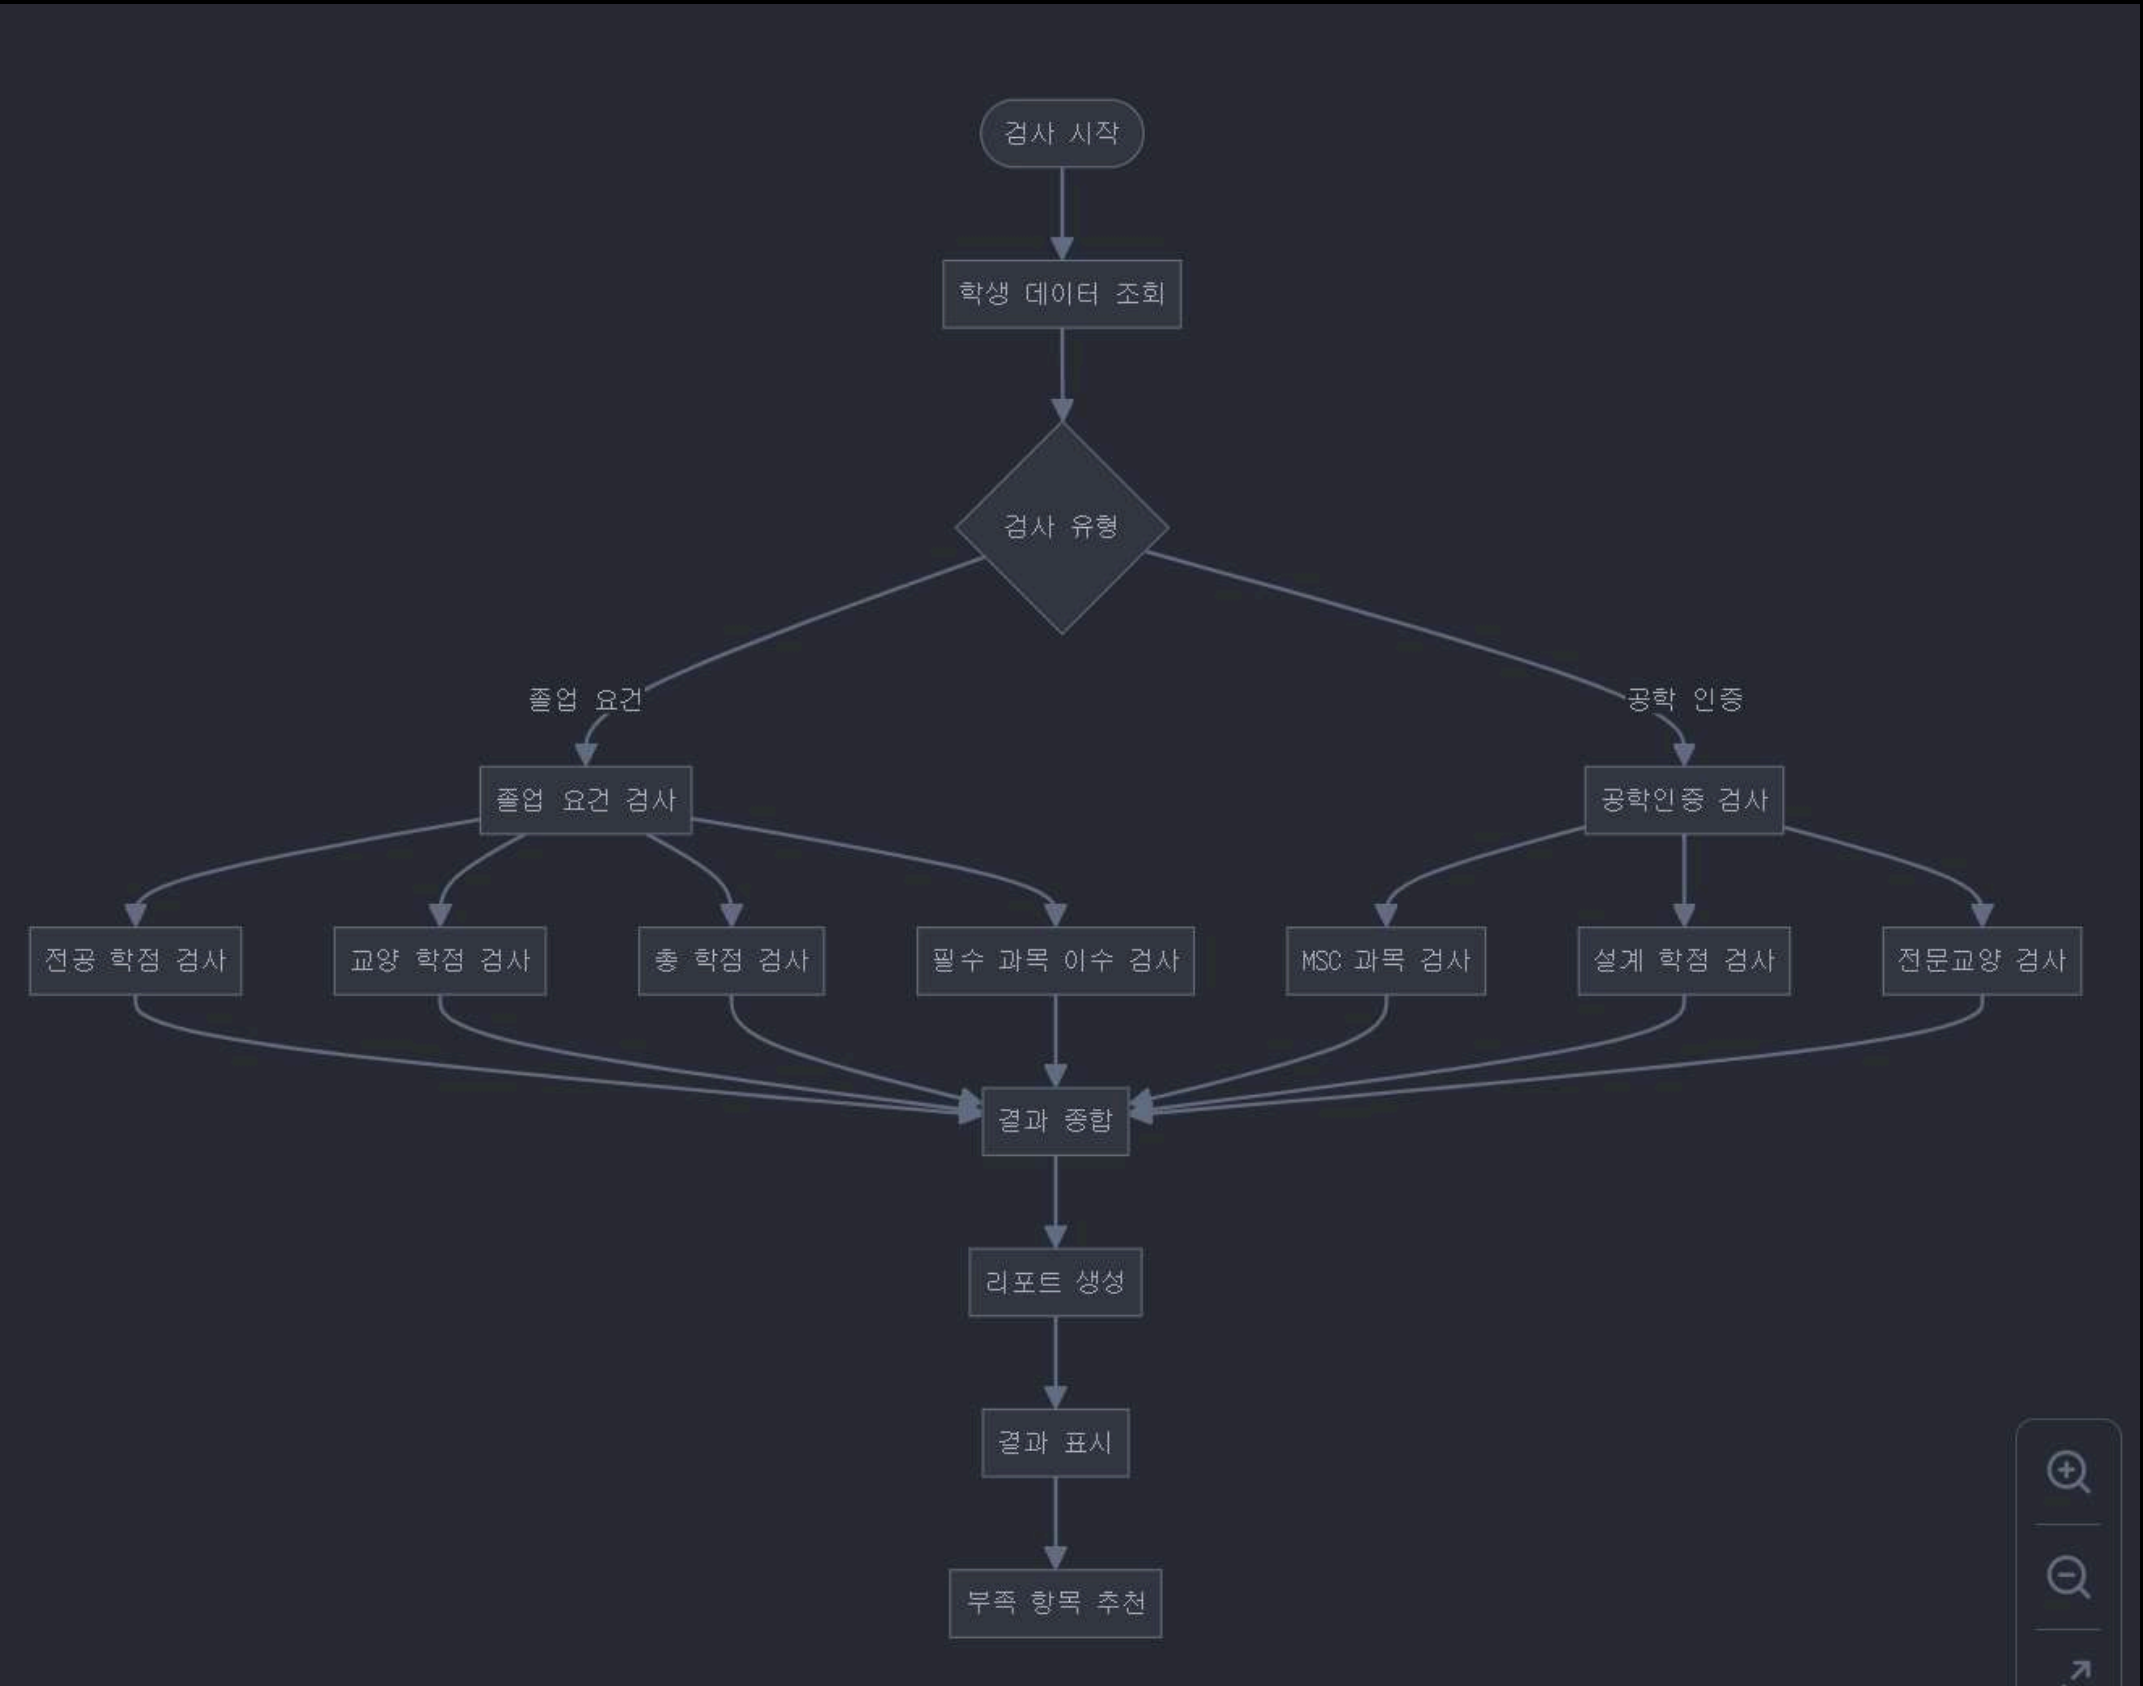 검사 시작
학생 데이터 조회
검사 유형
졸업 요건
공학 인증
졸업 요건 검사
공학인증 검사
전공 학점 검사
교양 학점 검사
총 학점 검사
필수 과목 이수 검사
MSC 과목 검사
설계 학점 검사
전문교양 검사
결과 종합
리포트 생성
결과 표시
부족 항목 추천